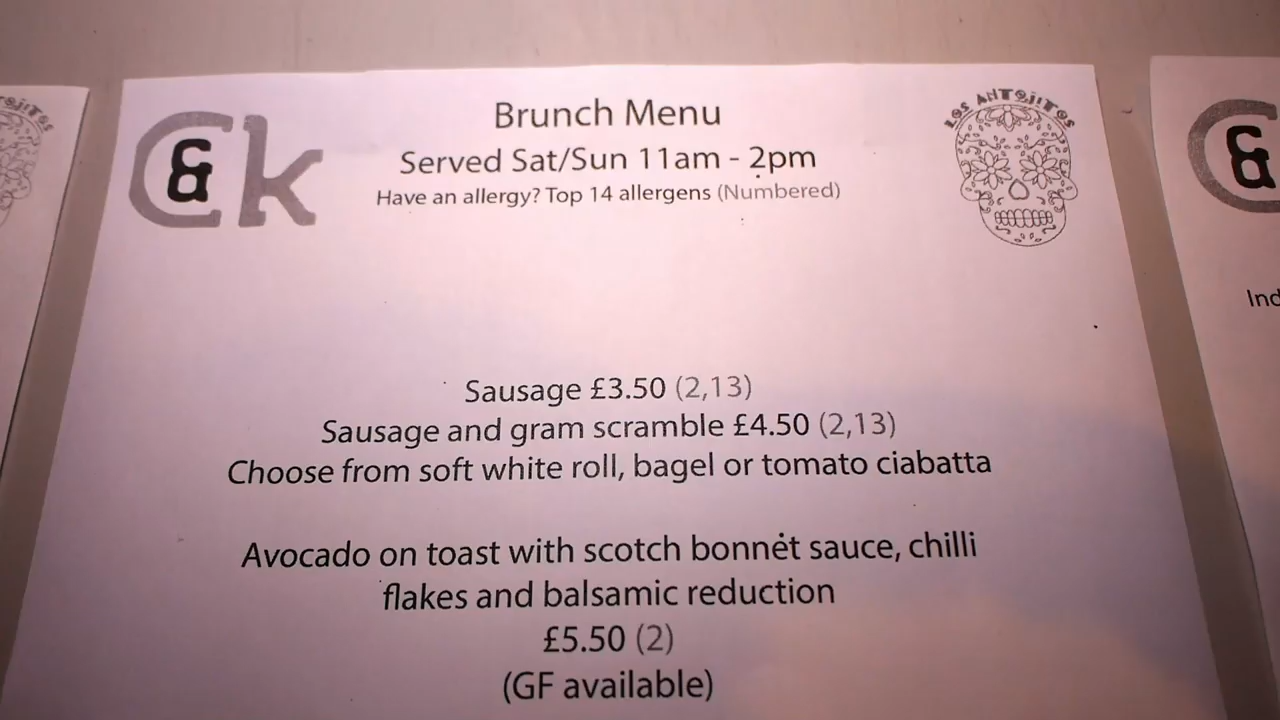 C&k
Brunch Menu
LOS ANTOJITOS
Served Sat/Sun 11am - 2pm
Have an allergy? Top 14 allergens (Numbered)
Sausage £3.50 (2,13)
Sausage and gram scramble £4.50 (2,13)
Choose from soft white roll, bagel or tomato ciabatta
Avocado on toast with scotch bonnet sauce, chilli
flakes and balsamic reduction
£5.50 (2)
(GF available)